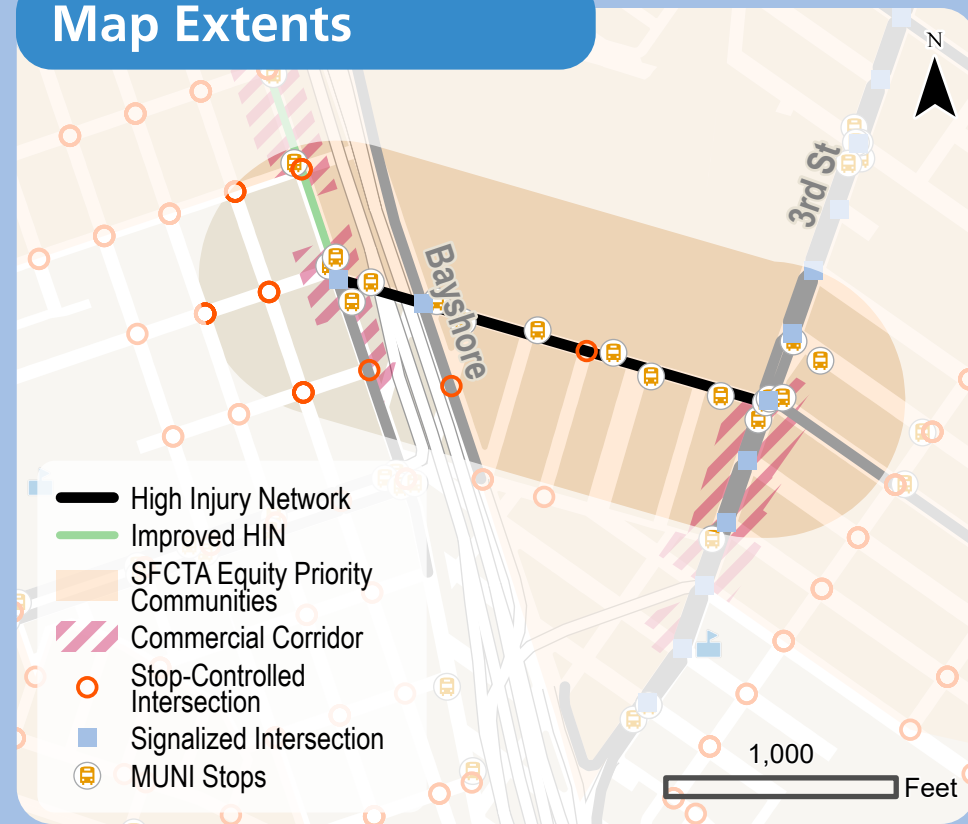 Map Extents
N
3rd St
Bayshore
High Injury Network
Improved HIN
SFCTA Equity Priority
Communities
Commercial Corridor
Stop-Controlled
Intersection
Signalized Intersection
MUNI Stops
1,000
Feet